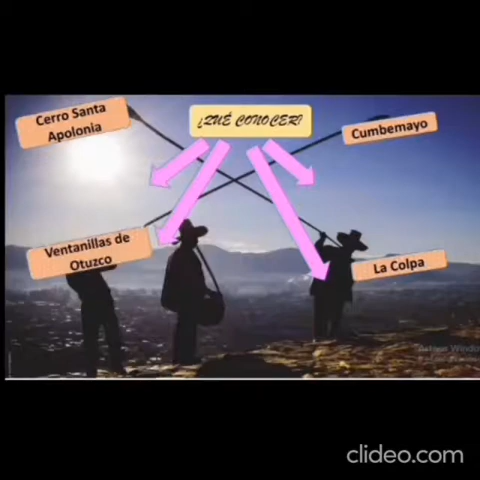 ¿QUÉ CONOCER?
Cerro Santa
Apolonia
Cumbemayo
Ventanillas de
Otuzco
La Colpa
clideo.com